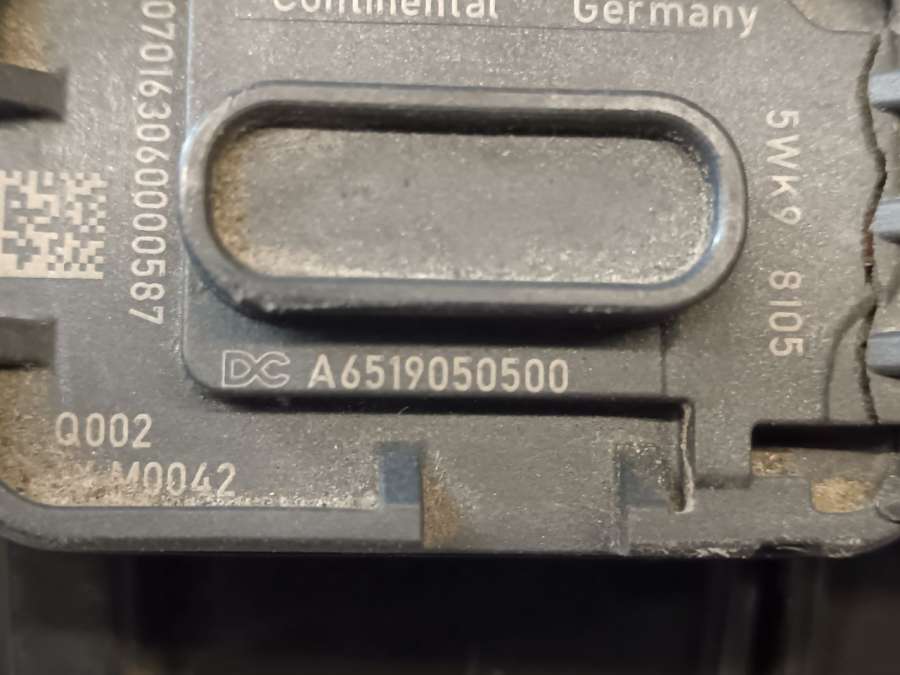 Continental Germany
07016306000587
5WK9 8105
DC A6519050500
Q002
M0042